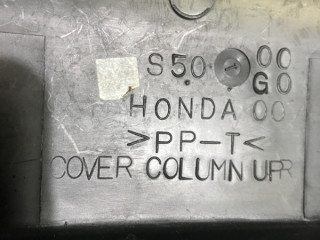 S50 00
G0
HONDA 00
>PP-T<
COVER COLUMN UPR